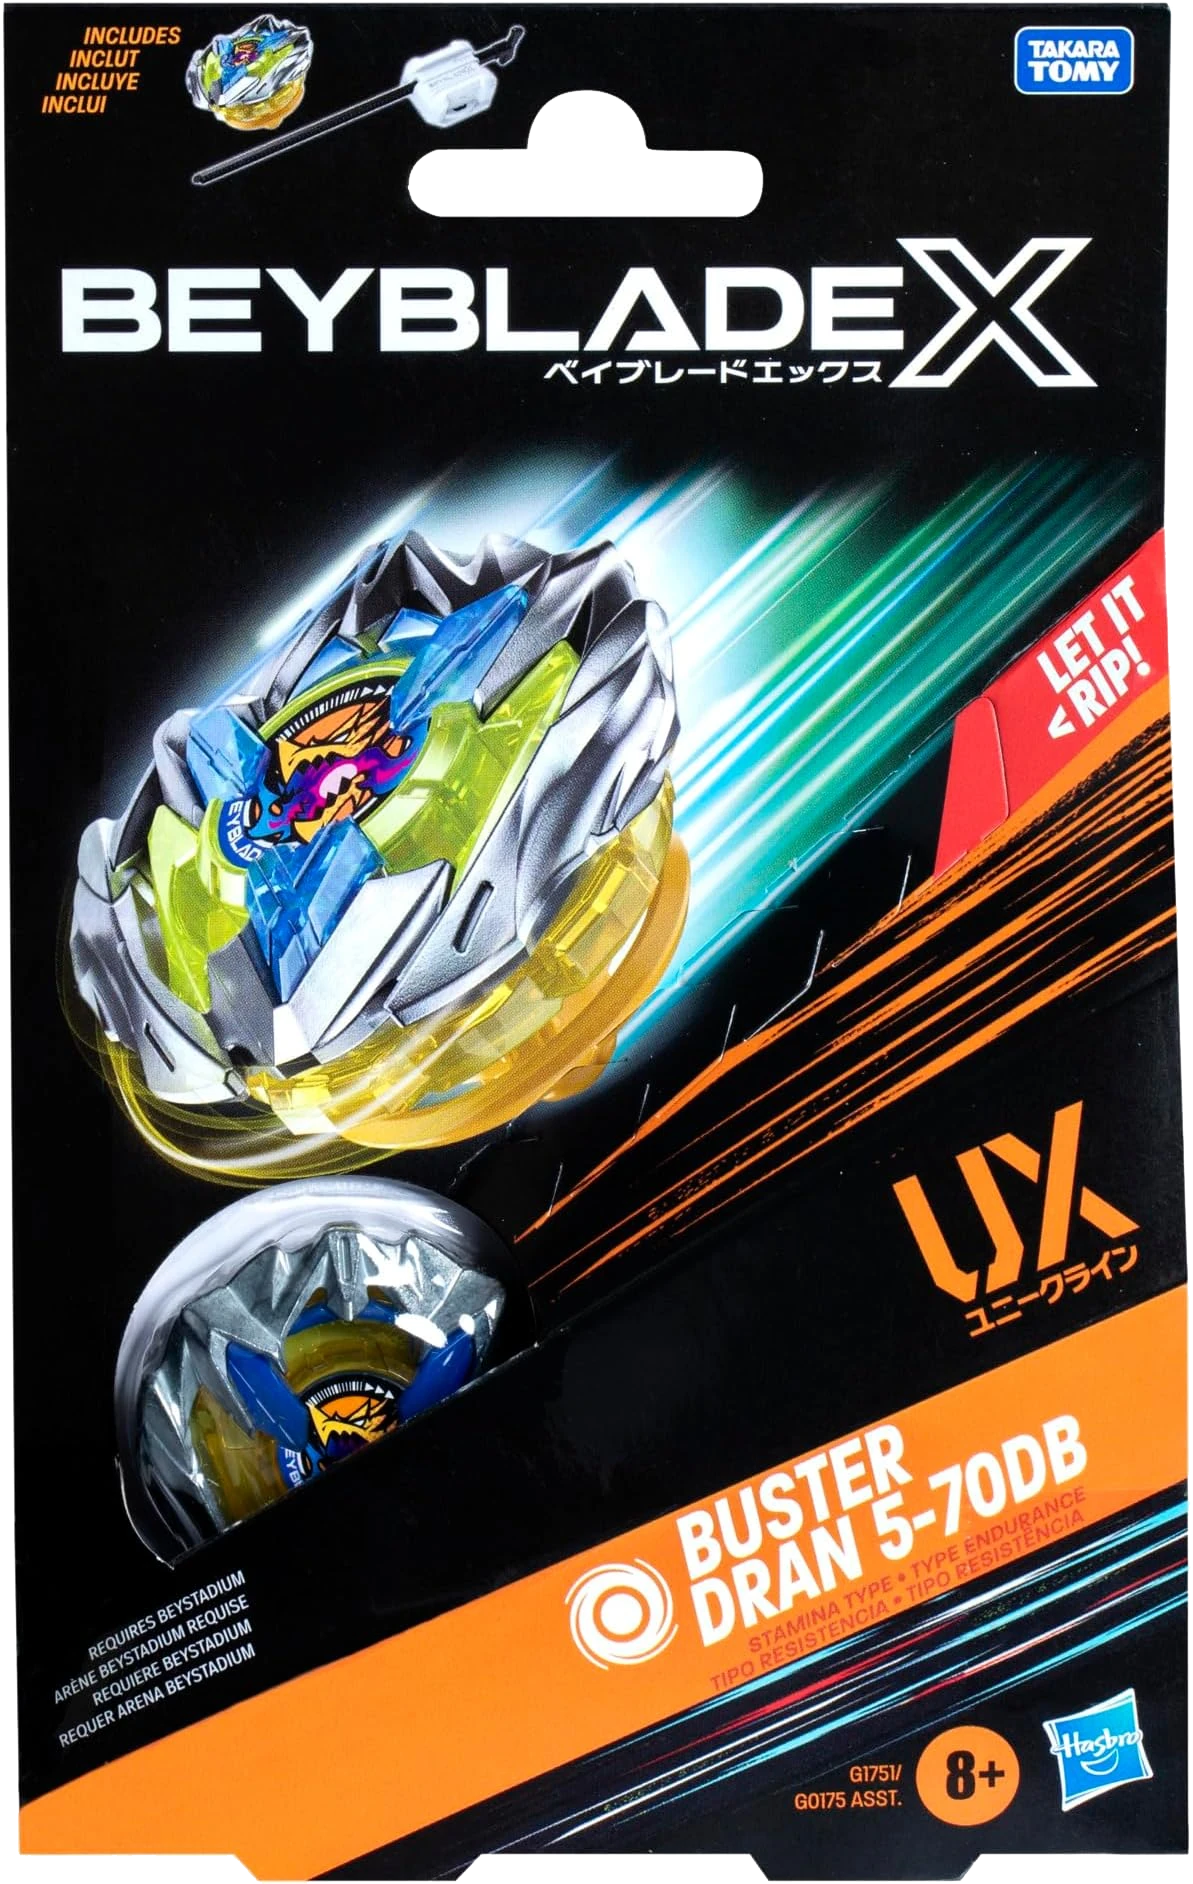 INCLUDES
INCLUT
INCLUYE
INCLUI
TAKARA
TOMY
BEYBLADE X
ベイブレードエックス
LET IT
< RIP!
EYBLAD
UX
ユニークライン
EYB
BUSTER
DRAN 5-70DB
STAMINA TYPE • TYPE ENDURANCE
TIPO RESISTENCIA • TIPO RESISTÊNCIA
REQUIRES BEYSTADIUM
ARÈNE BEYSTADIUM REQUISE
REQUIERE BEYSTADIUM
REQUER ARENA BEYSTADIUM
G1751/
G0175 ASST.
8+
Hasbro